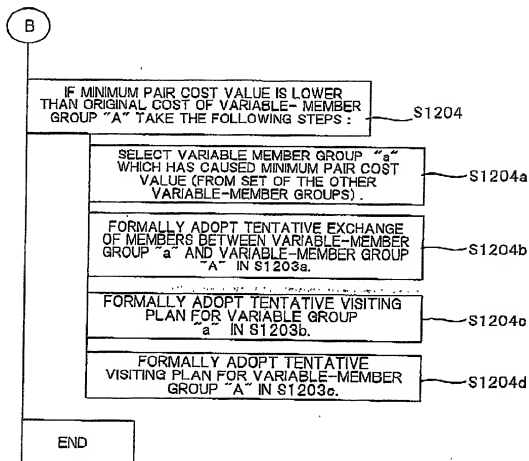 B
IF MINIMUM PAIR COST VALUE IS LOWER
THAN ORIGINAL COST OF VARIABLE- MEMBER
GROUP "A" TAKE THE FOLLOWING STEPS :
S1204
SELECT VARIABLE MEMBER GROUP "a"
WHICH HAS CAUSED MINIMUM PAIR COST
VALUE (FROM SET OF THE OTHER
VARIABLE-MEMBER GROUPS).
S1204a
FORMALLY ADOPT TENTATIVE EXCHANGE
OF MEMBERS BETWEEN VARIABLE-MEMBER
GROUP "a" AND VARIABLE-MEMBER GROUP
"A" IN S1203a.
S1204b
FORMALLY ADOPT TENTATIVE VISITING
PLAN FOR VARIABLE GROUP
"a" IN S1203b.
S1204c
FORMALLY ADOPT TENTATIVE
VISITING PLAN FOR VARIABLE-MEMBER
GROUP "A" IN S1203c.
S1204d
END